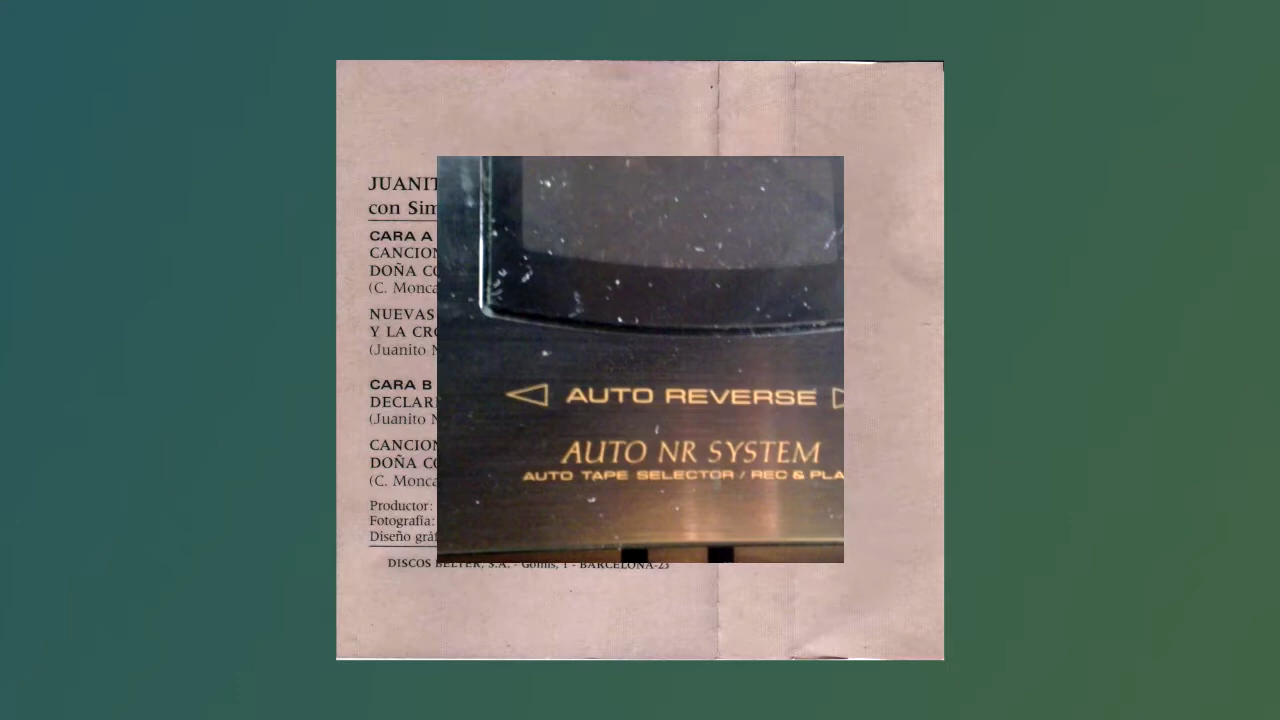 JUANIT
con Sim
CARA A
CANCION
DOÑA CO
(C. Monca
NUEVAS
Y LA CRO
(Juanito N
CARA B
DECLAR
(Juanito N
CANCION
DOÑA CO
(C. Monca
Productor:
Fotografía:
Diseño gráf
DISCOS BELTER, S.A. - Gomis, 1 - BARCELONA-23
AUTO REVERSE
AUTO NR SYSTEM
AUTO TAPE SELECTOR / REC & PLA